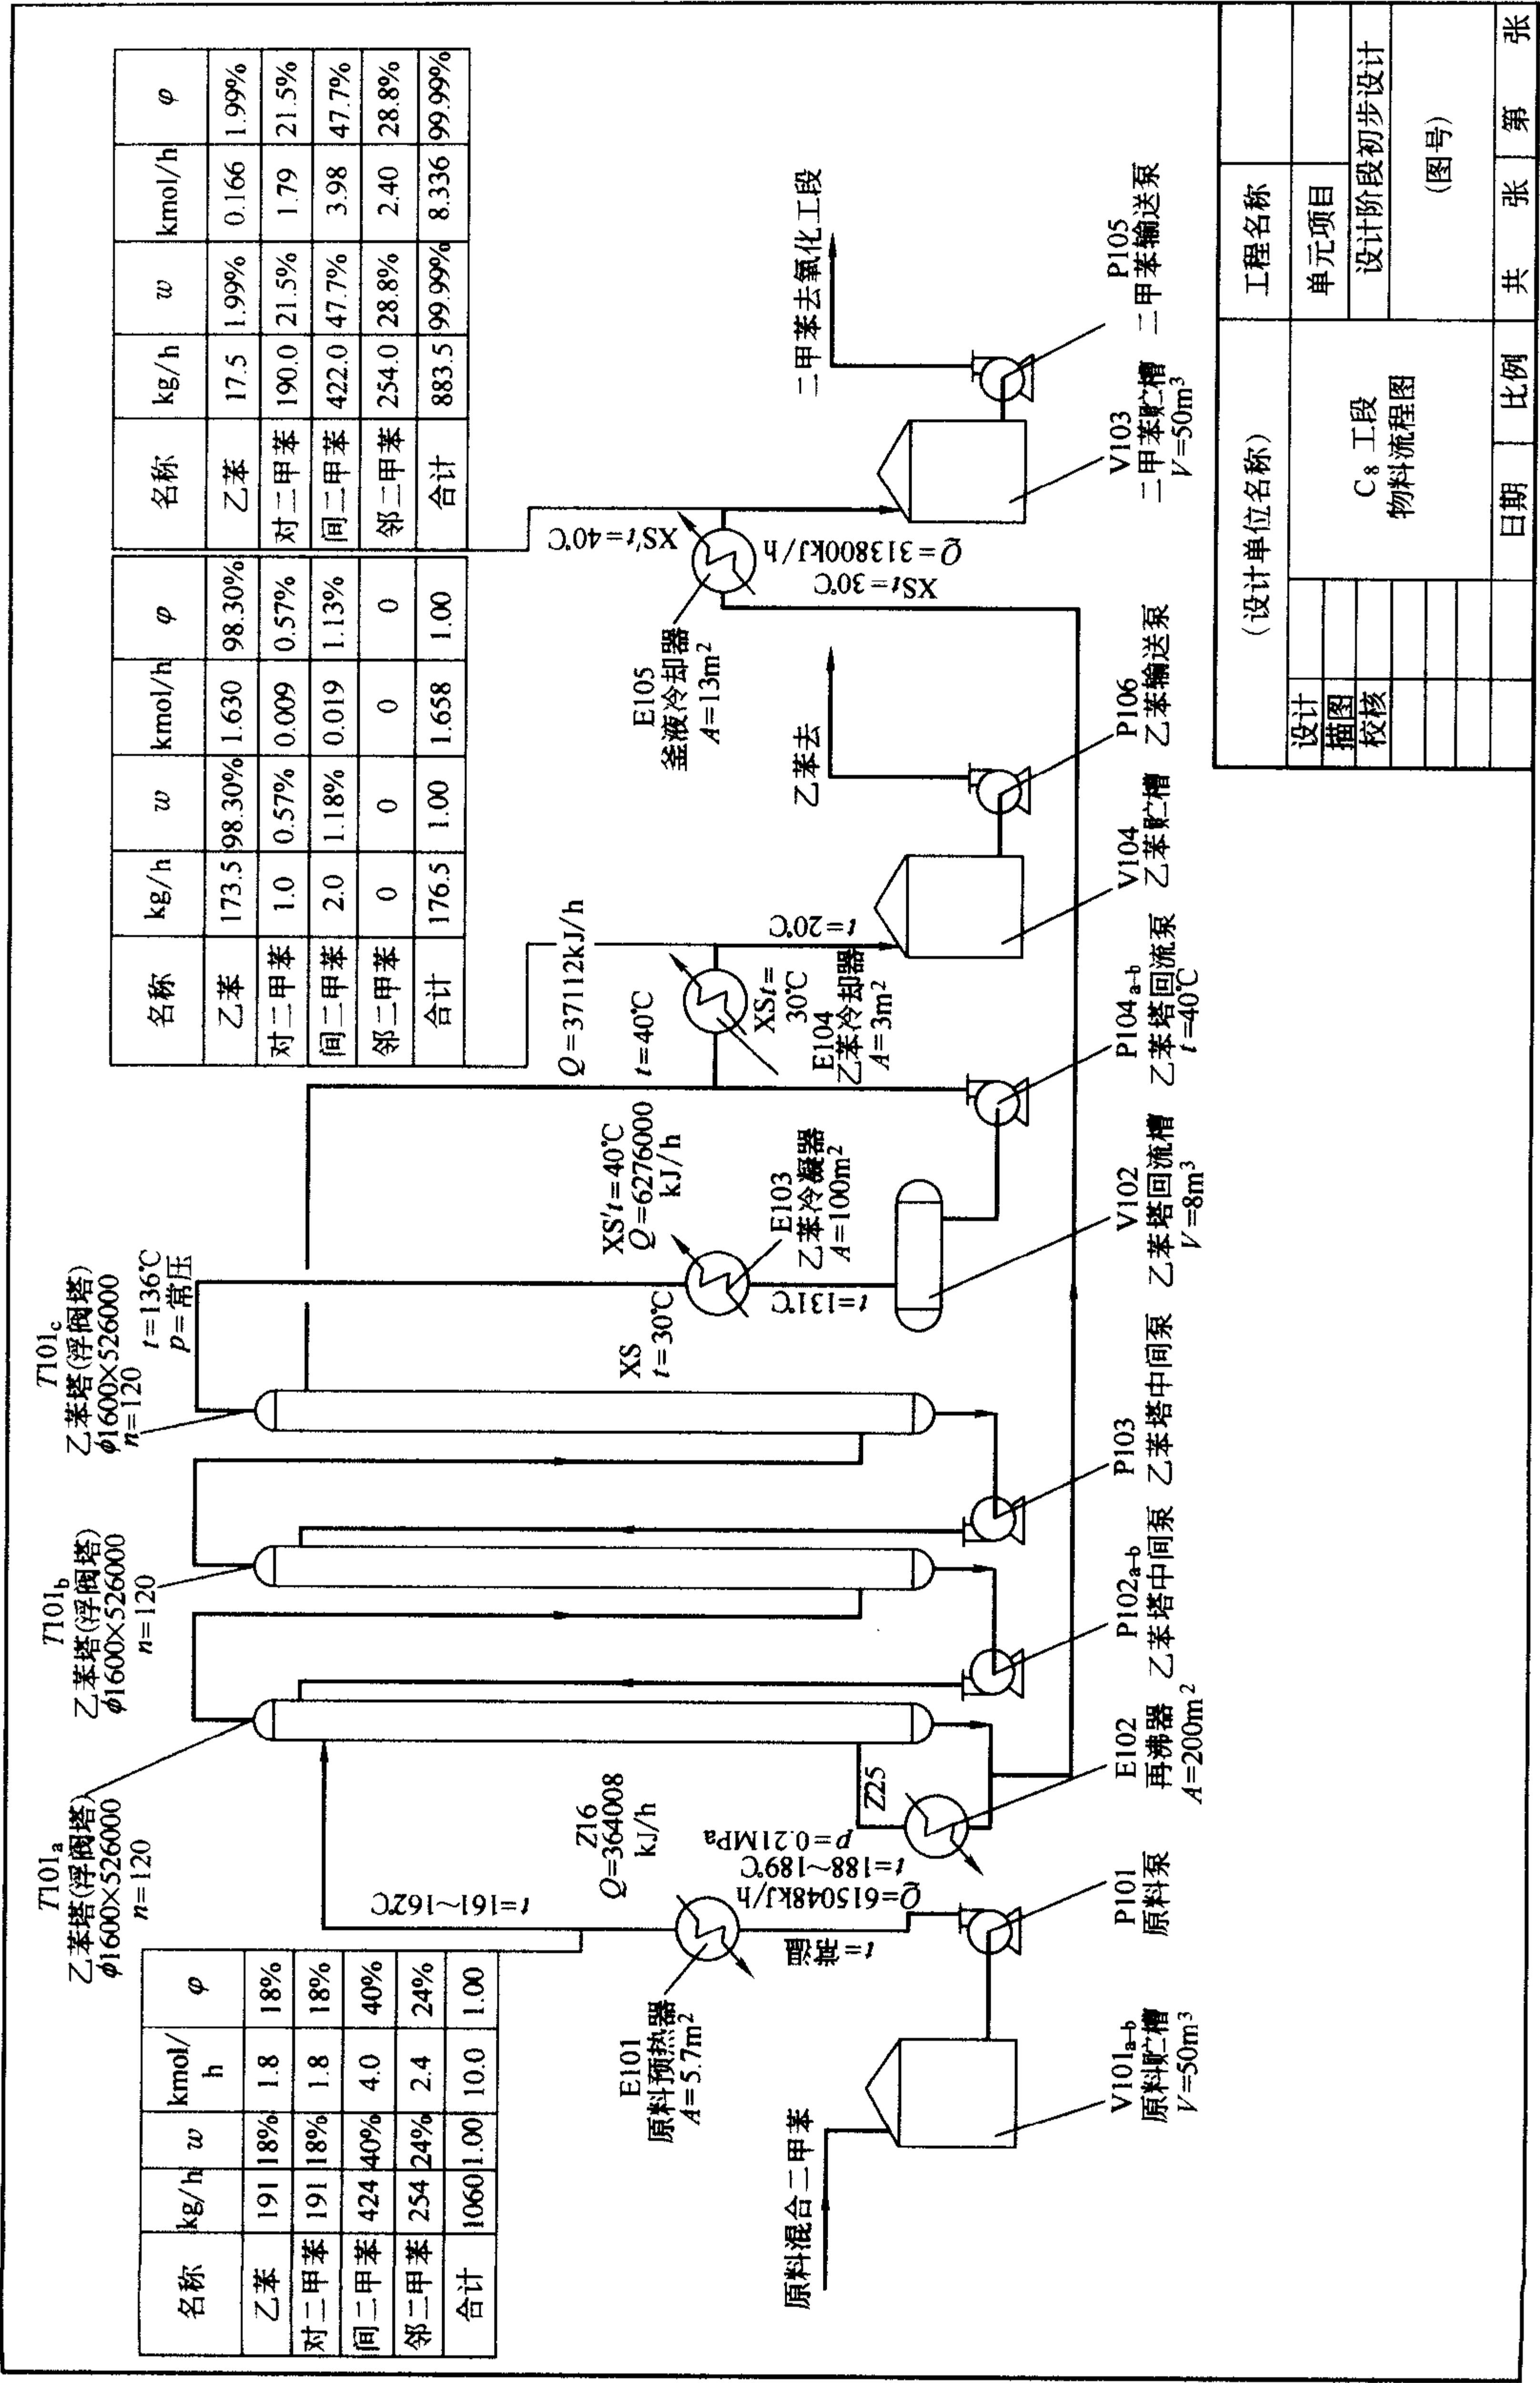 名称 kg/h w kmol/h φ
乙苯 191 18% 1.8 18%
对二甲苯 191 18% 1.8 18%
间二甲苯 424 40% 4.0 40%
邻二甲苯 254 24% 2.4 24%
合计 1060 1.00 10.0 1.00
名称 kg/h w kmol/h φ
乙苯 173.5 98.30% 1.630 98.30%
对二甲苯 1.0 0.57% 0.009 0.57%
间二甲苯 2.0 1.18% 0.019 1.13%
邻二甲苯 0 0 0 0
合计 176.5 1.00 1.658 1.00
名称 kg/h w kmol/h φ
乙苯 17.5 1.99% 0.166 1.99%
对二甲苯 190.0 21.5% 1.79 21.5%
间二甲苯 422.0 47.7% 3.98 47.7%
邻二甲苯 254.0 28.8% 2.40 28.8%
合计 883.5 99.99% 8.336 99.99%
T101a
乙苯塔(浮阀塔)
φ1600×526000
n=120
T101b
乙苯塔(浮阀塔)
φ1600×526000
n=120
T101c
乙苯塔(浮阀塔)
φ1600×526000
n=120
t=136℃
p=常压
t=161~162℃
Z16
Q=364008
kJ/h
E101
原料预热器
A=5.7m²
t=常温
Q=615048kJ/h
t=188~189℃
p=0.21MPa
Z25
XS
t=30℃
XS't=40℃
Q=6276000
kJ/h
E103
乙苯冷凝器
A=100m²
t=131℃
Q=37112kJ/h
t=40℃
XSt=
30℃
E104
乙苯冷却器
A=3m²
t=20℃
E105
釜液冷却器
A=13m²
XS't=40℃
Q=313800kJ/h
XSt=30℃
原料混合二甲苯
乙苯去
二甲苯去氧化工段
V101a-b
原料贮槽
V=50m³
P101
原料泵
E102
再沸器
A=200m²
P102a-b
乙苯塔中间泵
P103
乙苯塔中间泵
V102
乙苯塔回流槽
V=8m³
P104a-b
乙苯塔回流泵
t=40℃
V104
乙苯贮槽
P106
乙苯输送泵
V103
二甲苯贮槽
V=50m³
P105
二甲苯输送泵
(设计单位名称)
工程名称
单元项目
设计
描图
校核
C₈ 工段
物料流程图
设计阶段初步设计
(图号)
日期 比例 共 张 第 张